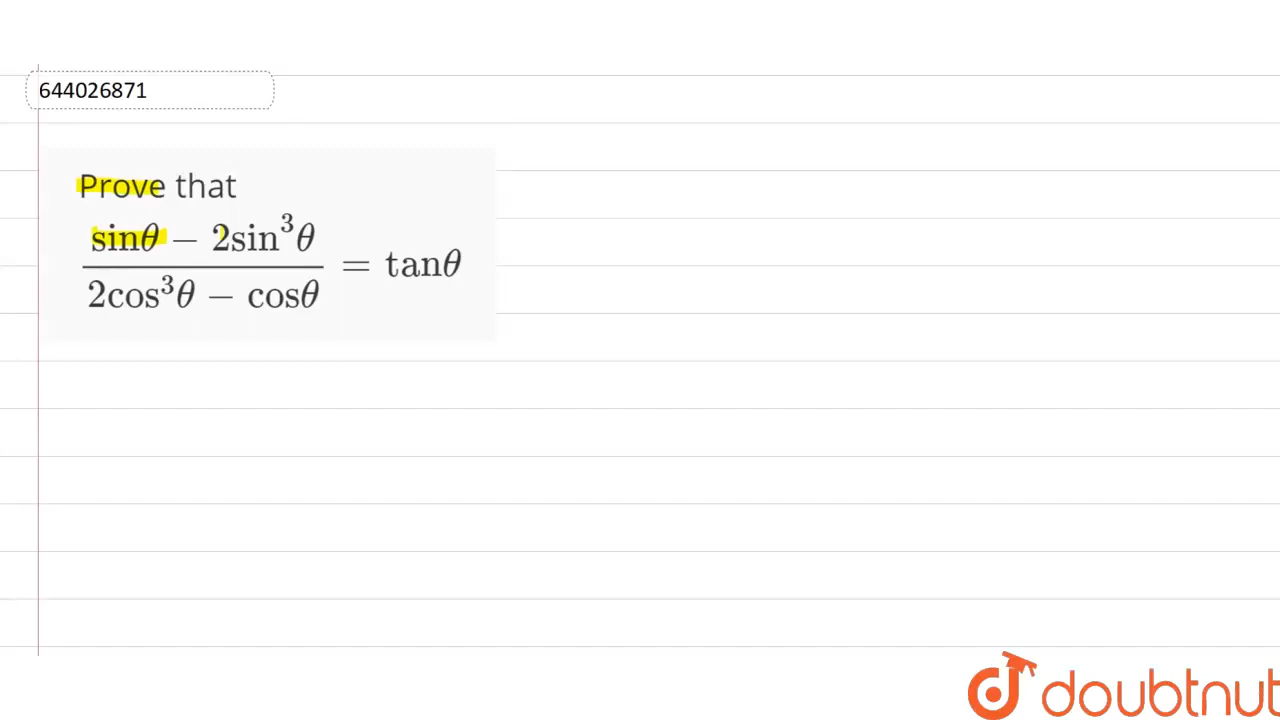 644026871
Prove that
sinθ − 2sin³θ
2cos³θ − cosθ
= tanθ
doubtnut